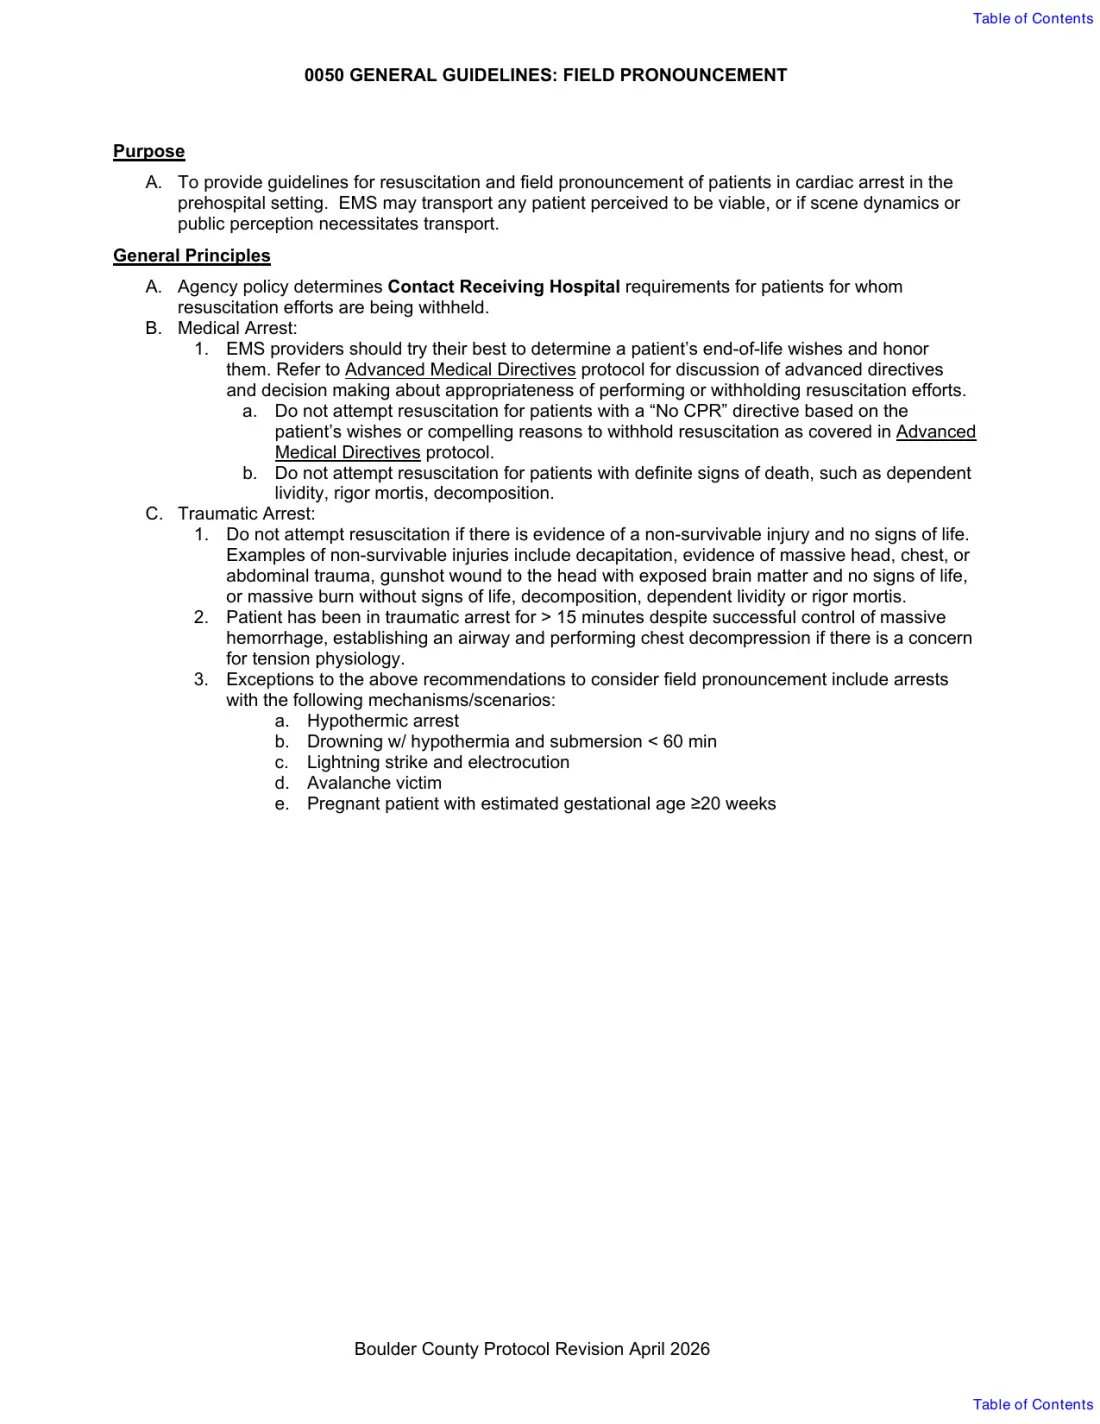 Table of Contents
0050 GENERAL GUIDELINES: FIELD PRONOUNCEMENT
Purpose
A. To provide guidelines for resuscitation and field pronouncement of patients in cardiac arrest in the
prehospital setting.  EMS may transport any patient perceived to be viable, or if scene dynamics or
public perception necessitates transport.
General Principles
A. Agency policy determines Contact Receiving Hospital requirements for patients for whom
resuscitation efforts are being withheld.
B. Medical Arrest:
1. EMS providers should try their best to determine a patient’s end-of-life wishes and honor
them. Refer to Advanced Medical Directives protocol for discussion of advanced directives
and decision making about appropriateness of performing or withholding resuscitation efforts.
a. Do not attempt resuscitation for patients with a “No CPR” directive based on the
patient’s wishes or compelling reasons to withhold resuscitation as covered in Advanced
Medical Directives protocol.
b. Do not attempt resuscitation for patients with definite signs of death, such as dependent
lividity, rigor mortis, decomposition.
C. Traumatic Arrest:
1. Do not attempt resuscitation if there is evidence of a non-survivable injury and no signs of life.
Examples of non-survivable injuries include decapitation, evidence of massive head, chest, or
abdominal trauma, gunshot wound to the head with exposed brain matter and no signs of life,
or massive burn without signs of life, decomposition, dependent lividity or rigor mortis.
2. Patient has been in traumatic arrest for > 15 minutes despite successful control of massive
hemorrhage, establishing an airway and performing chest decompression if there is a concern
for tension physiology.
3. Exceptions to the above recommendations to consider field pronouncement include arrests
with the following mechanisms/scenarios:
a. Hypothermic arrest
b. Drowning w/ hypothermia and submersion < 60 min
c. Lightning strike and electrocution
d. Avalanche victim
e. Pregnant patient with estimated gestational age ≥20 weeks
Boulder County Protocol Revision April 2026
Table of Contents